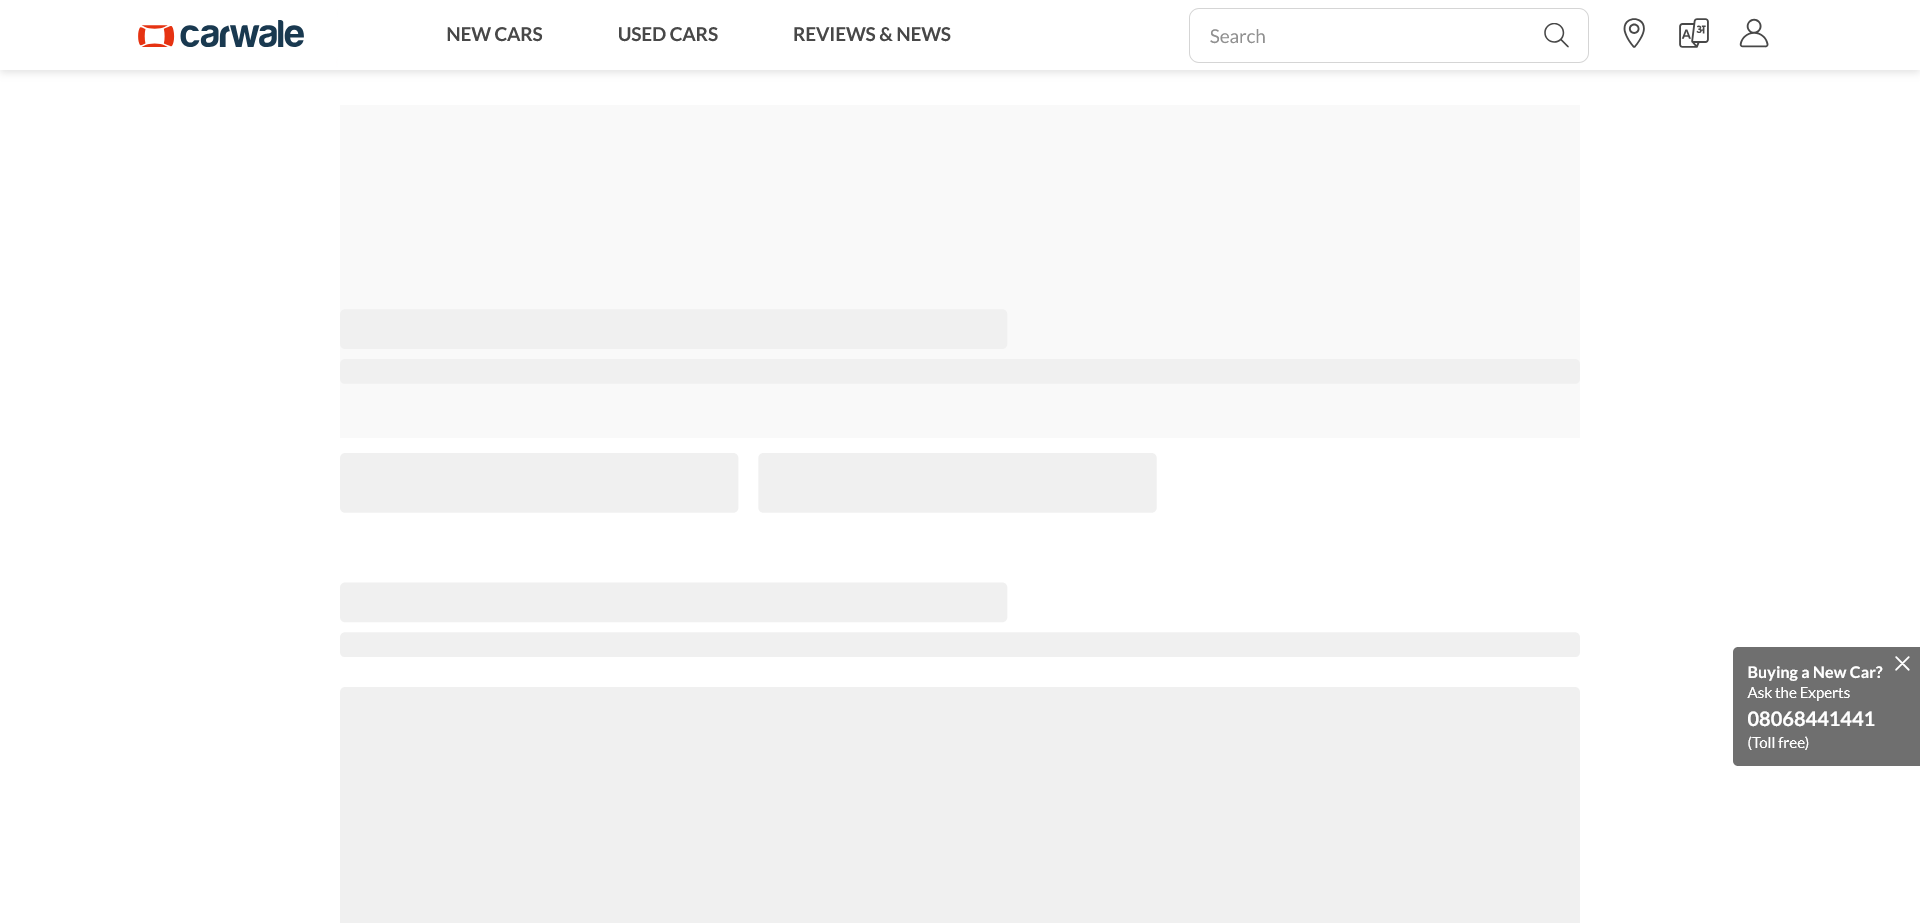 carwale
NEW CARS
USED CARS
REVIEWS & NEWS
Search
A अ
Buying a New Car?
Ask the Experts
08068441441
(Toll free)